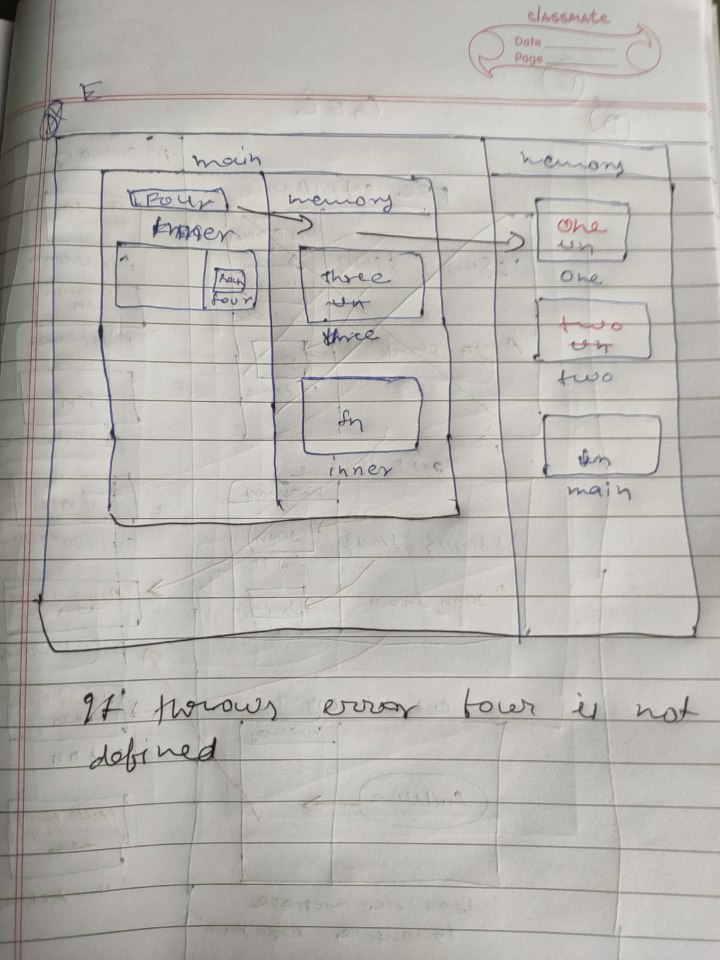 classmate
Date
Page
E
main
memory
four
memory
inner
one
un
one
three
un
three
four
four
two
un
two
fn
inner
fn
main
It throws error four is not
defined